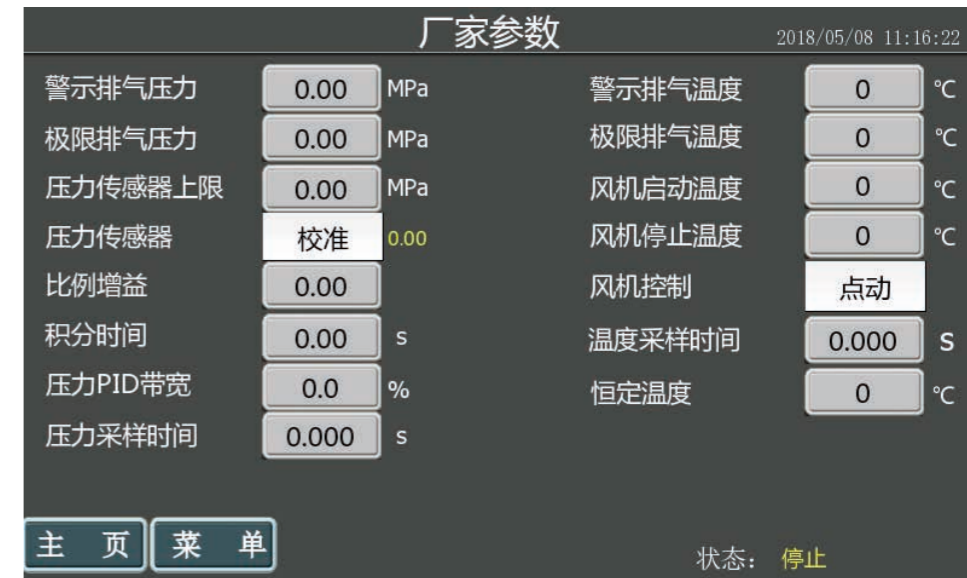 厂家参数 2018/05/08 11:16:22
警示排气压力 0.00 MPa 警示排气温度 0 ℃
极限排气压力 0.00 MPa 极限排气温度 0 ℃
压力传感器上限 0.00 MPa 风机启动温度 0 ℃
压力传感器 校准 0.00 风机停止温度 0 ℃
比例增益 0.00 风机控制 点动
积分时间 0.00 s 温度采样时间 0.000 S
压力PID带宽 0.0 % 恒定温度 0 ℃
压力采样时间 0.000 s
主 页 菜 单 状态: 停止